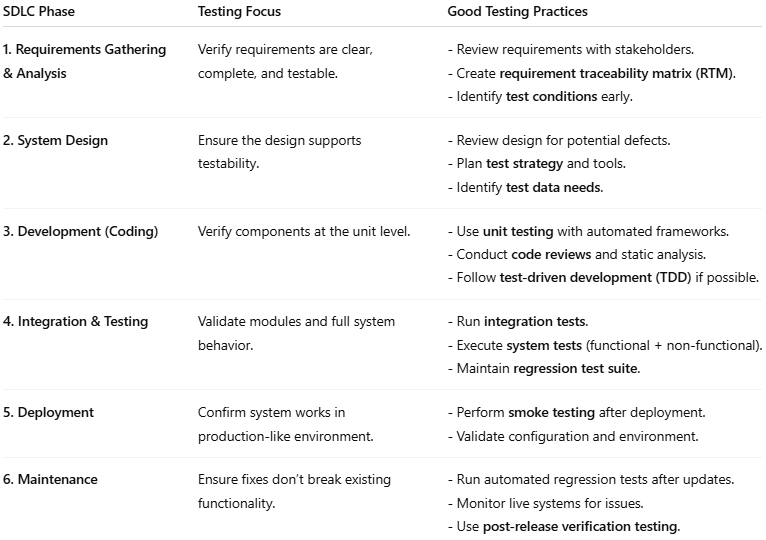 SDLC Phase Testing Focus Good Testing Practices
1. Requirements Gathering & Analysis
Verify requirements are clear,
complete, and testable.
- Review requirements with stakeholders.
- Create requirement traceability matrix (RTM).
- Identify test conditions early.
2. System Design
Ensure the design supports
testability.
- Review design for potential defects.
- Plan test strategy and tools.
- Identify test data needs.
3. Development (Coding)
Verify components at the unit level.
- Use unit testing with automated frameworks.
- Conduct code reviews and static analysis.
- Follow test-driven development (TDD) if possible.
4. Integration & Testing
Validate modules and full system
behavior.
- Run integration tests.
- Execute system tests (functional + non-functional).
- Maintain regression test suite.
5. Deployment
Confirm system works in
production-like environment.
- Perform smoke testing after deployment.
- Validate configuration and environment.
6. Maintenance
Ensure fixes don't break existing
functionality.
- Run automated regression tests after updates.
- Monitor live systems for issues.
- Use post-release verification testing.